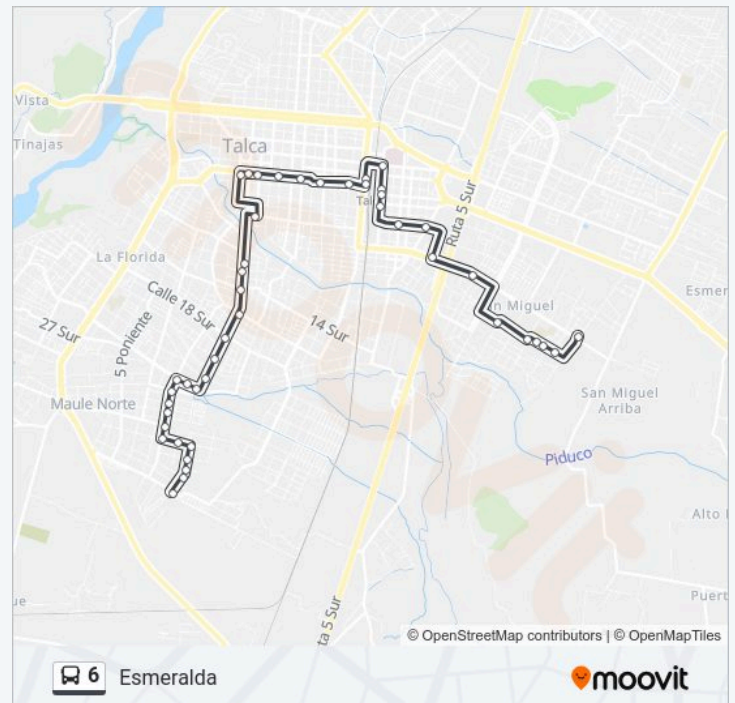 Vista
Tinajas
Talca
Tal
Ruta 5 Sur
La Florida
Esmer
Calle 18 Sur
n Miguel
14 Sur
27 Sur
5 Poniente
San Miguel
Arriba
Maule Norte
Piduco
Alto
Puert
ue
ta 5 Sur
© OpenStreetMap contributors | © OpenMapTiles
6 Esmeralda
moovit